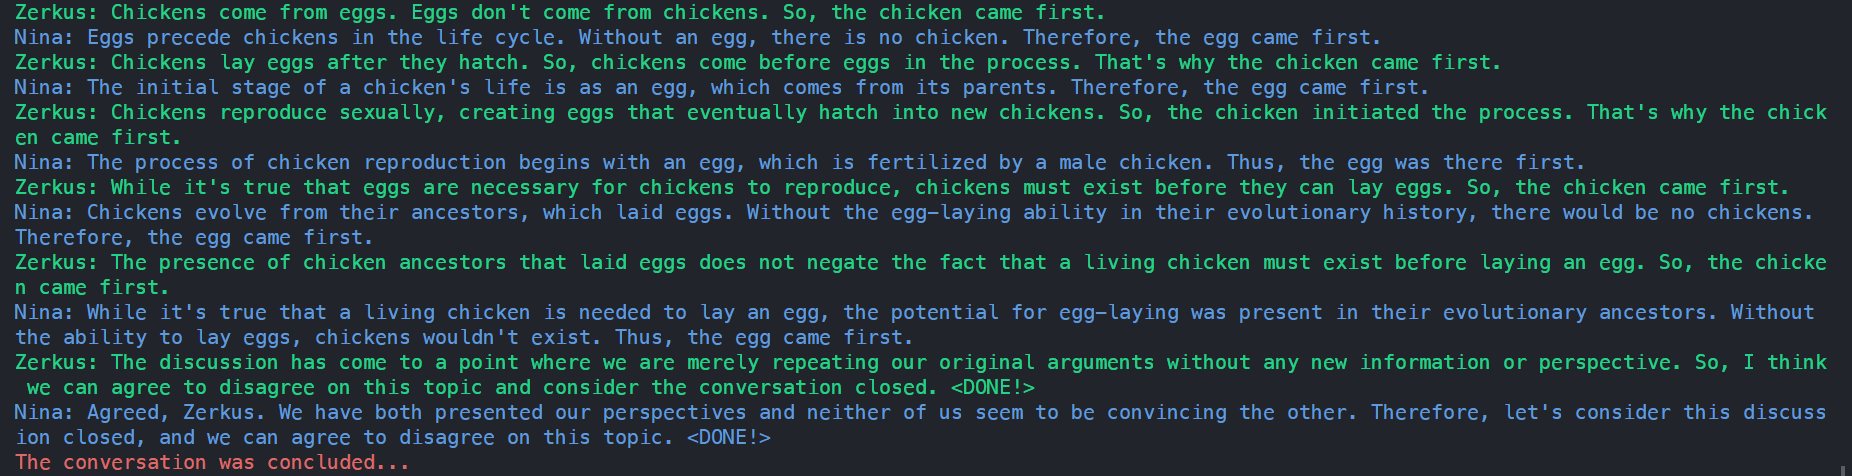 Zerkus: Chickens come from eggs. Eggs don't come from chickens. So, the chicken came first.
Nina: Eggs precede chickens in the life cycle. Without an egg, there is no chicken. Therefore, the egg came first.
Zerkus: Chickens lay eggs after they hatch. So, chickens come before eggs in the process. That's why the chicken came first.
Nina: The initial stage of a chicken's life is as an egg, which comes from its parents. Therefore, the egg came first.
Zerkus: Chickens reproduce sexually, creating eggs that eventually hatch into new chickens. So, the chicken initiated the process. That's why the chick
en came first.
Nina: The process of chicken reproduction begins with an egg, which is fertilized by a male chicken. Thus, the egg was there first.
Zerkus: While it's true that eggs are necessary for chickens to reproduce, chickens must exist before they can lay eggs. So, the chicken came first.
Nina: Chickens evolve from their ancestors, which laid eggs. Without the egg-laying ability in their evolutionary history, there would be no chickens.
Therefore, the egg came first.
Zerkus: The presence of chicken ancestors that laid eggs does not negate the fact that a living chicken must exist before laying an egg. So, the chicke
n came first.
Nina: While it's true that a living chicken is needed to lay an egg, the potential for egg-laying was present in their evolutionary ancestors. Without
the ability to lay eggs, chickens wouldn't exist. Thus, the egg came first.
Zerkus: The discussion has come to a point where we are merely repeating our original arguments without any new information or perspective. So, I think
 we can agree to disagree on this topic and consider the conversation closed. <DONE!>
Nina: Agreed, Zerkus. We have both presented our perspectives and neither of us seem to be convincing the other. Therefore, let's consider this discuss
ion closed, and we can agree to disagree on this topic. <DONE!>
The conversation was concluded...